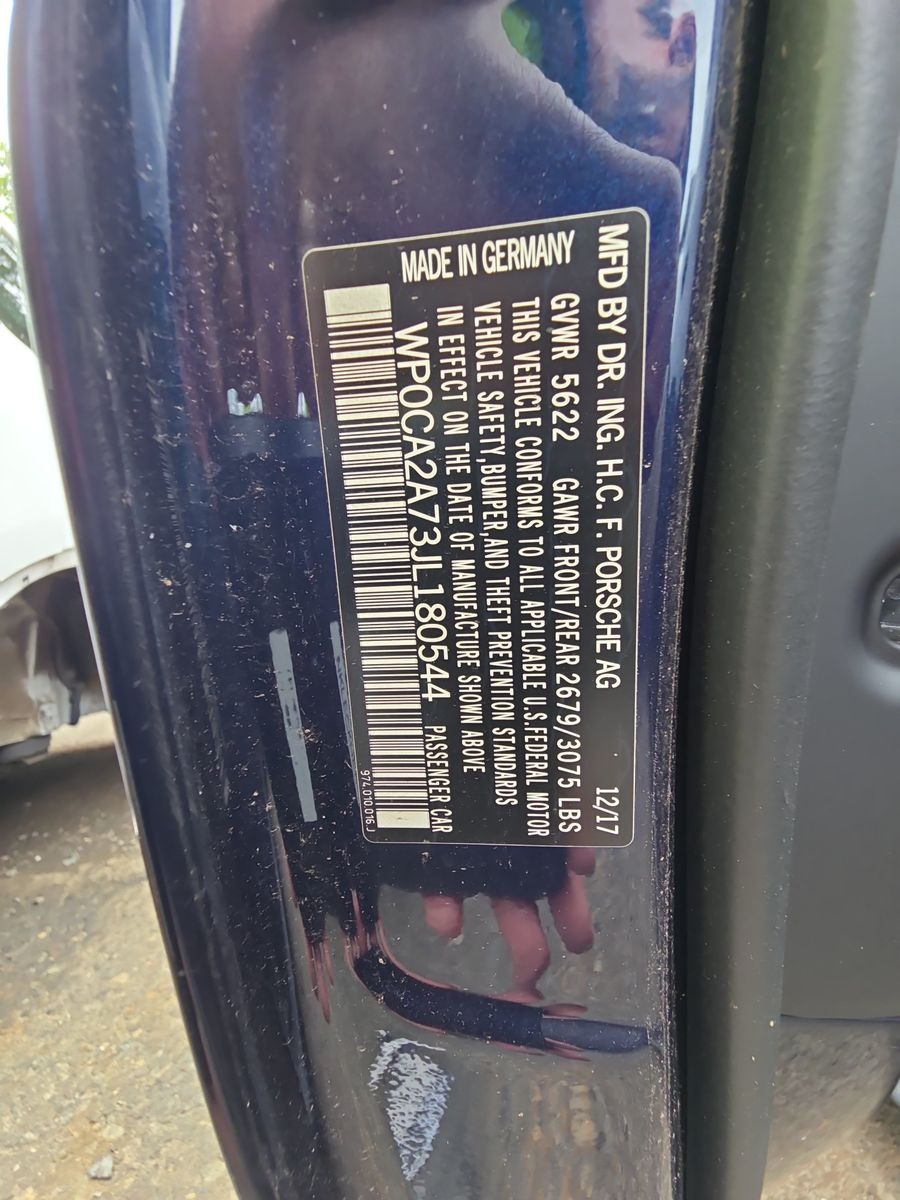 MFD BY DR. ING. H.C. F. PORSCHE AG 12/17
GVWR 5622 GAWR FRONT/REAR 2679/3075 LBS
THIS VEHICLE CONFORMS TO ALL APPLICABLE U.S.FEDERAL MOTOR
VEHICLE SAFETY,BUMPER,AND THEFT PREVENTION STANDARDS
IN EFFECT ON THE DATE OF MANUFACTURE SHOWN ABOVE
MADE IN GERMANY
WP0CA2A73JL180544 PASSENGER CAR
974.010.016 J